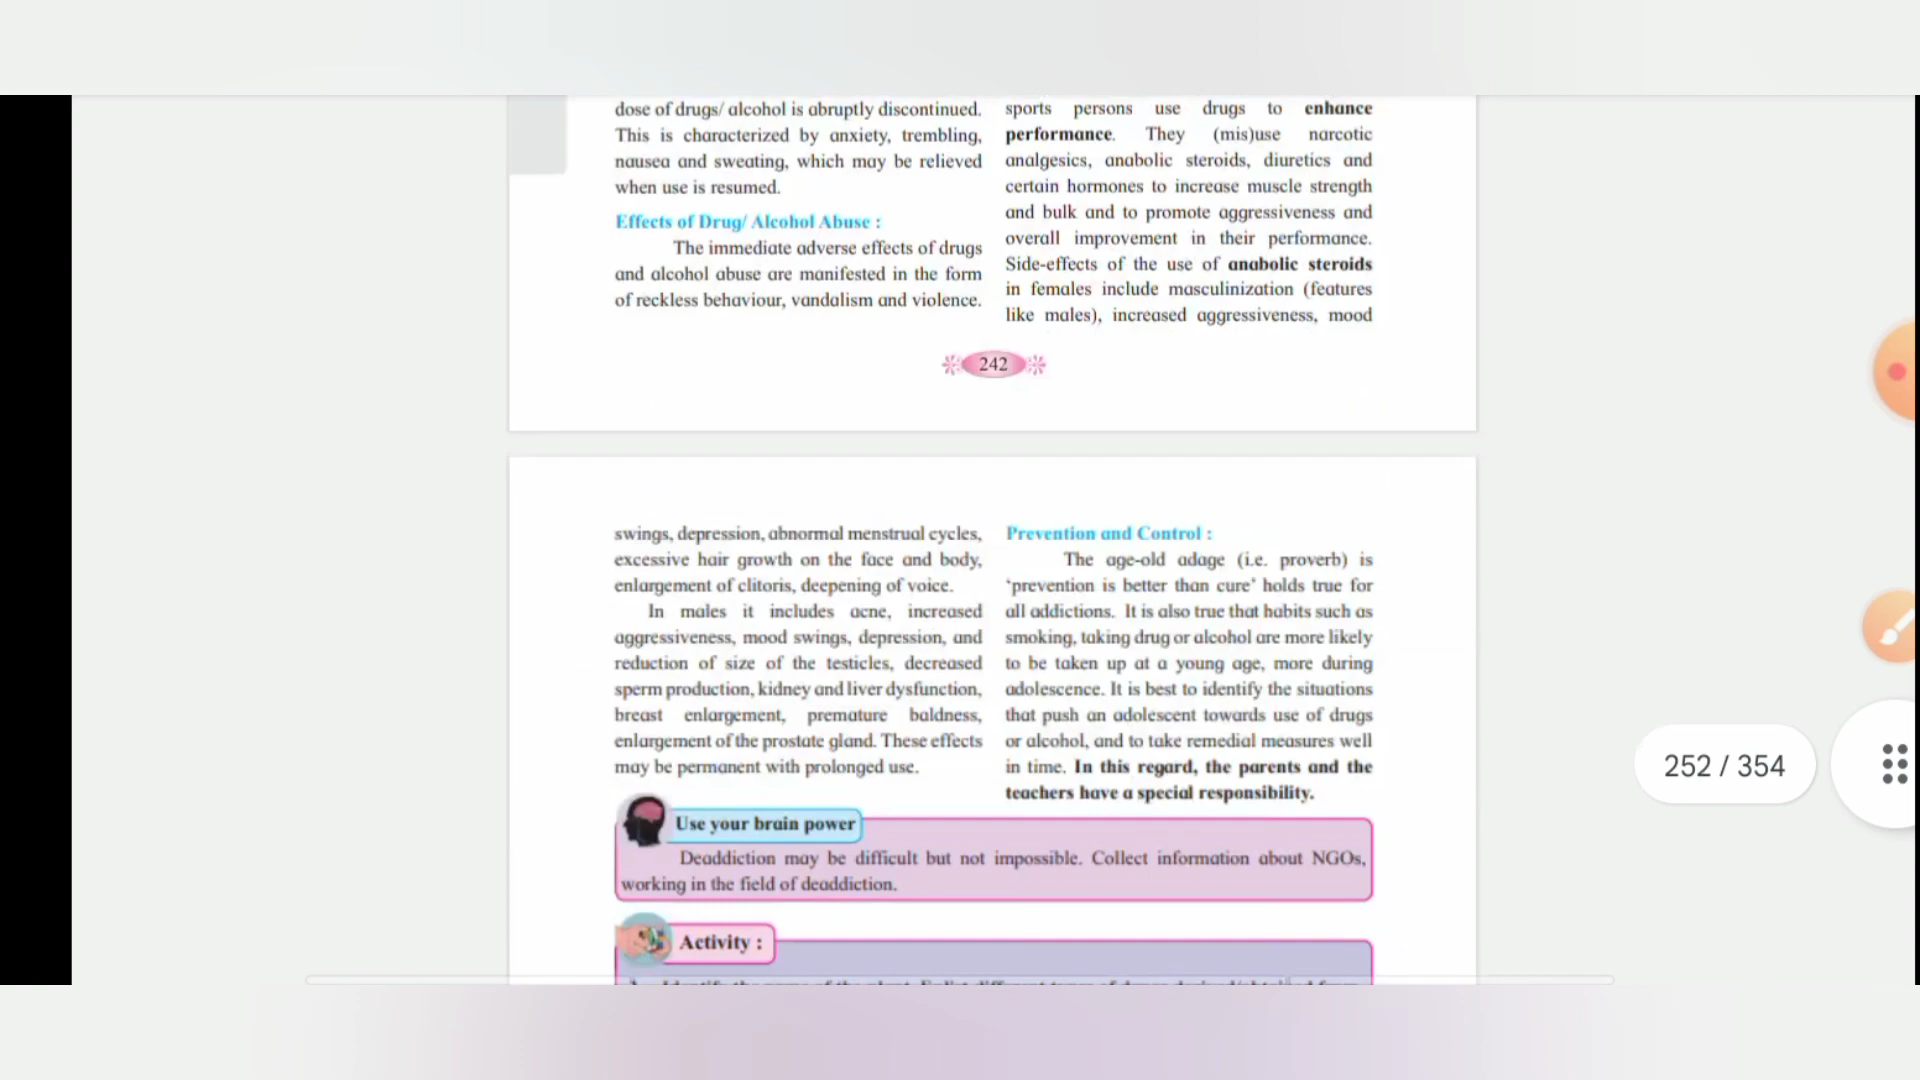 dose of drugs/ alcohol is abruptly discontinued.
This is characterized by anxiety, trembling,
nausea and sweating, which may be relieved
when use is resumed.
Effects of Drug/ Alcohol Abuse :
The immediate adverse effects of drugs
and alcohol abuse are manifested in the form
of reckless behaviour, vandalism and violence.
sports persons use drugs to enhance
performance. They (mis)use narcotic
analgesics, anabolic steroids, diuretics and
certain hormones to increase muscle strength
and bulk and to promote aggressiveness and
overall improvement in their performance.
Side-effects of the use of anabolic steroids
in females include masculinization (features
like males), increased aggressiveness, mood
242
swings, depression, abnormal menstrual cycles,
excessive hair growth on the face and body,
enlargement of clitoris, deepening of voice.
In males it includes acne, increased
aggressiveness, mood swings, depression, and
reduction of size of the testicles, decreased
sperm production, kidney and liver dysfunction,
breast enlargement, premature baldness,
enlargement of the prostate gland. These effects
may be permanent with prolonged use.
Prevention and Control :
The age-old adage (i.e. proverb) is
‘prevention is better than cure‘ holds true for
all addictions. It is also true that habits such as
smoking, taking drug or alcohol are more likely
to be taken up at a young age, more during
adolescence. It is best to identify the situations
that push an adolescent towards use of drugs
or alcohol, and to take remedial measures well
in time. In this regard, the parents and the
teachers have a special responsibility.
Use your brain power
Deaddiction may be difficult but not impossible. Collect information about NGOs,
working in the field of deaddiction.
Activity :
252 / 354